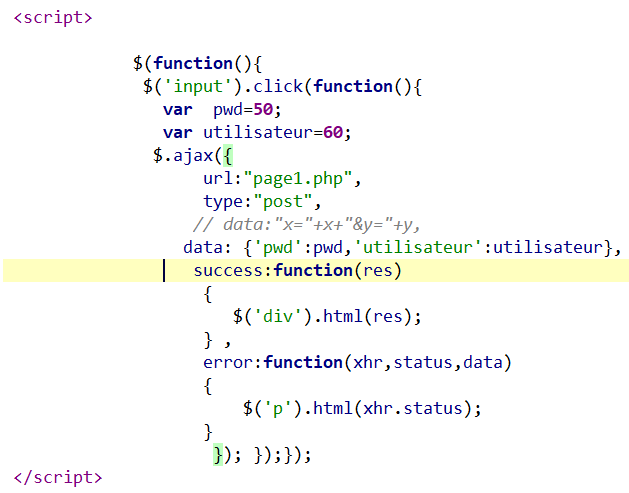 <script>
$(function(){
$('input').click(function(){
var  pwd=50;
var utilisateur=60;
$.ajax({
url:"page1.php",
type:"post",
// data:"x="+x+"&y="+y,
data: {'pwd':pwd,'utilisateur':utilisateur},
success:function(res)
{
$('div').html(res);
} ,
error:function(xhr,status,data)
{
$('p').html(xhr.status);
}
}); });});
</script>